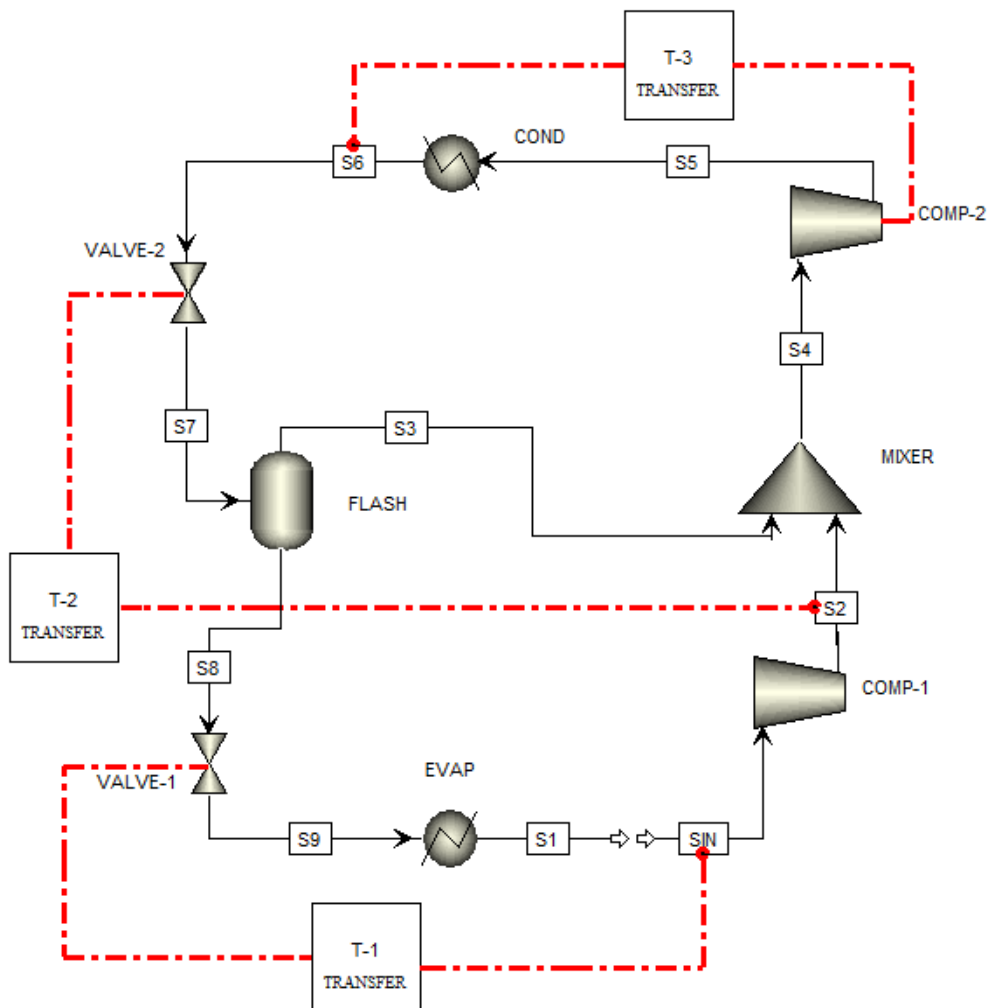 T-3
TRANSFER
COND
S6
S5
COMP-2
VALVE-2
S4
S7
S3
MIXER
FLASH
T-2
TRANSFER
S2
S8
COMP-1
EVAP
VALVE-1
S9
S1
SIN
T-1
TRANSFER